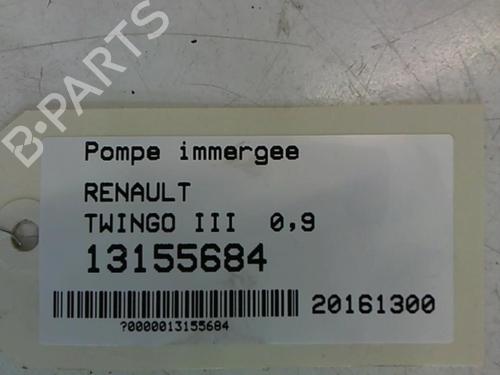 B-PARTS
Pompe immergee
RENAULT
TWINGO III 0,9
13155684
20161300
?0000013155684